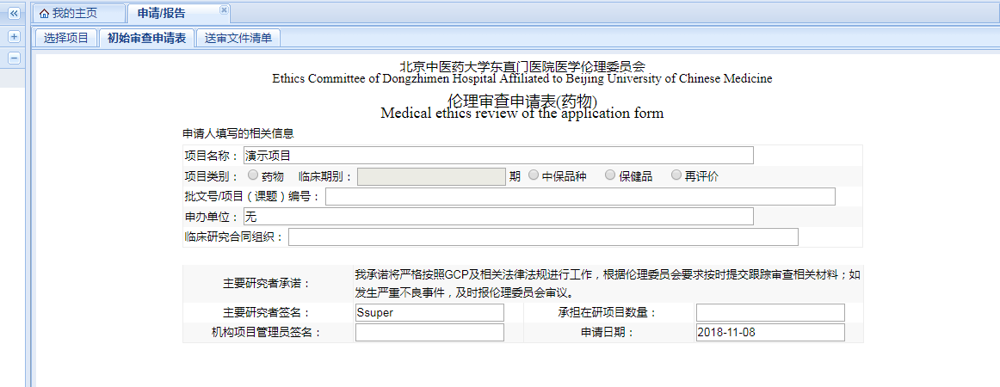 我的主页 申请/报告
选择项目 初始审查申请表 送审文件清单
北京中医药大学东直门医院医学伦理委员会
Ethics Committee of Dongzhimen Hospital Affiliated to Beijing University of Chinese Medicine
伦理审查申请表(药物)
Medical ethics review of the application form
申请人填写的相关信息
项目名称： 演示项目
项目类别： 药物 临床期别： 期 中保品种 保健品 再评价
批文号/项目（课题）编号：
申办单位： 无
临床研究合同组织：
主要研究者承诺： 我承诺将严格按照GCP及相关法律法规进行工作，根据伦理委员会要求按时提交跟踪审查相关材料；如
发生严重不良事件，及时报伦理委员会审议。
主要研究者签名： Ssuper 承担在研项目数量：
机构项目管理员签名： 申请日期： 2018-11-08